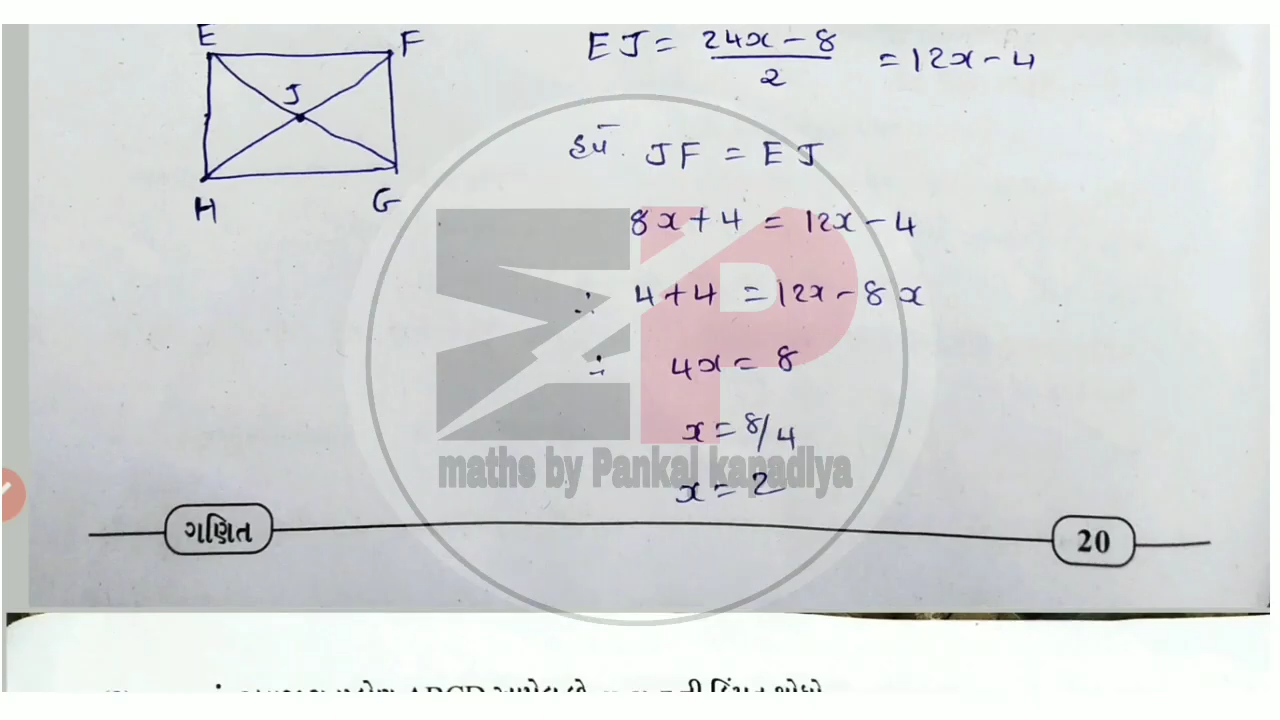 E F
J
H G
EJ = 24x - 8 / 2 = 12x - 4
હવે. JF = EJ
8x + 4 = 12x - 4
∴ 4 + 4 = 12x - 8x
∴ 4x = 8
x = 8/4
x = 2
maths by Pankaj kapadiya
ગણિત
20
ABCD